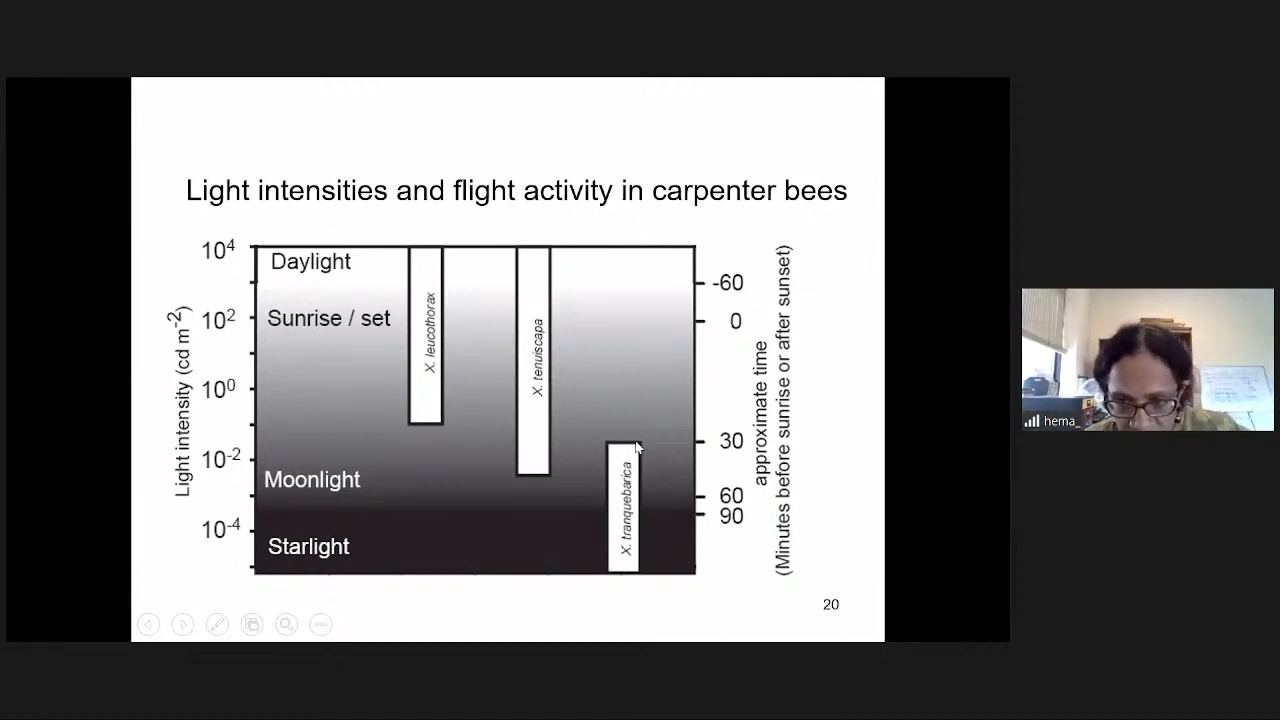 Light intensities and flight activity in carpenter bees
Light intensity (cd m-2)
10^4
10^2
10^0
10^-2
10^-4
Daylight
Sunrise / set
Moonlight
Starlight
X. leucothorax
X. tenuiscapa
X. tranquebarica
-60
0
30
60
90
approximate time
(Minutes before sunrise or after sunset)
20
hema_